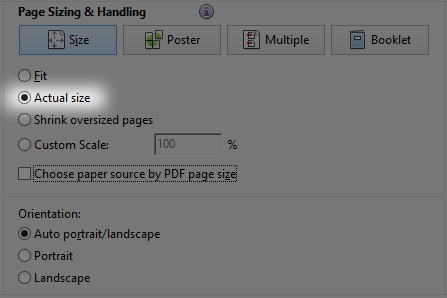 Page Sizing & Handling
Size Poster Multiple Booklet
Fit
Actual size
Shrink oversized pages
Custom Scale: 100 %
Choose paper source by PDF page size
Orientation:
Auto portrait/landscape
Portrait
Landscape